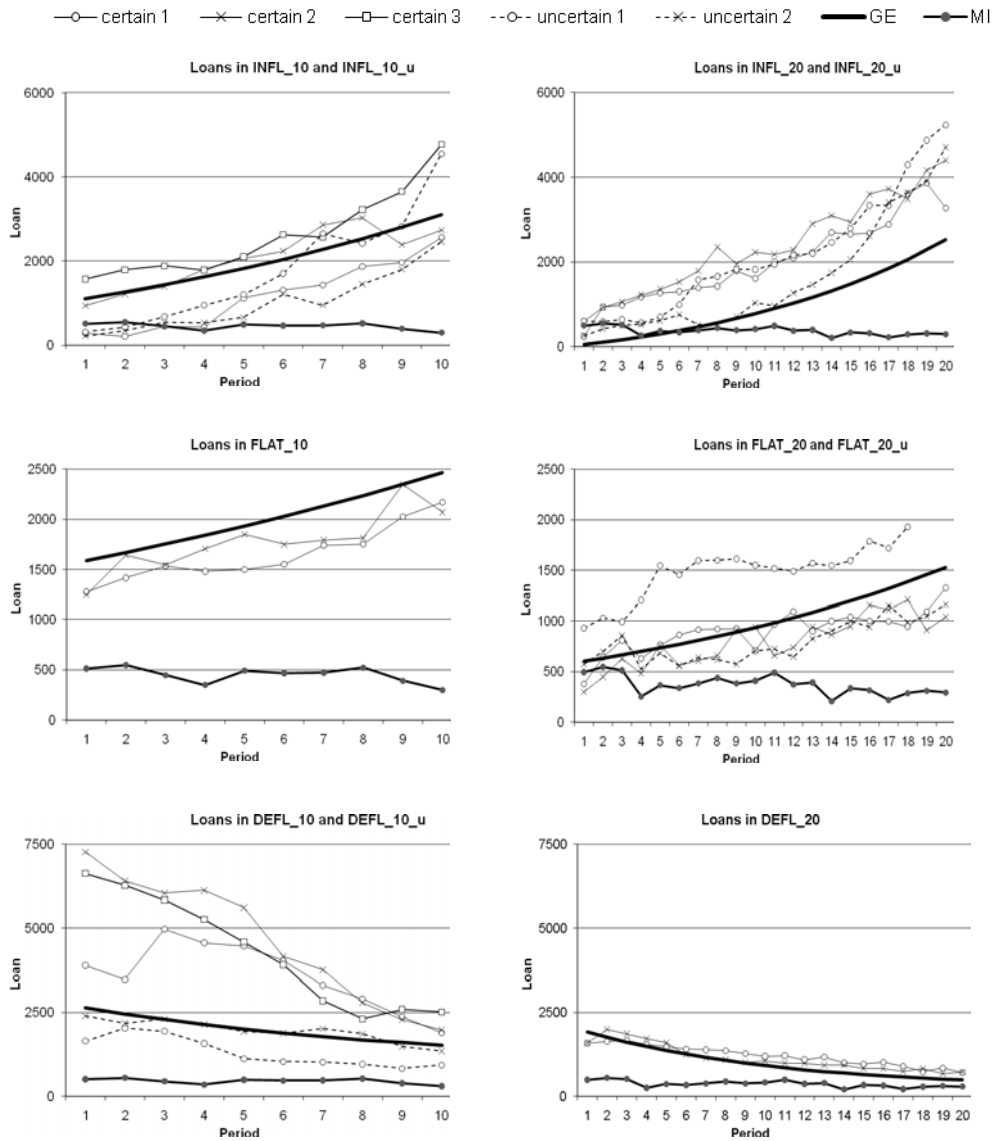 certain 1 certain 2 certain 3 uncertain 1 uncertain 2 GE MI
Loans in INFL_10 and INFL_10_u
6000
4000
2000
0
Loan
1 2 3 4 5 6 7 8 9 10
Period
Loans in INFL_20 and INFL_20_u
6000
4000
2000
0
Loan
1 2 3 4 5 6 7 8 9 10 11 12 13 14 15 16 17 18 19 20
Period
Loans in FLAT_10
2500
2000
1500
1000
500
0
Loan
1 2 3 4 5 6 7 8 9 10
Period
Loans in FLAT_20 and FLAT_20_u
2500
2000
1500
1000
500
0
Loan
1 2 3 4 5 6 7 8 9 10 11 12 13 14 15 16 17 18 19 20
Period
Loans in DEFL_10 and DEFL_10_u
7500
5000
2500
0
Loan
1 2 3 4 5 6 7 8 9 10
Period
Loans in DEFL_20
7500
5000
2500
0
Loan
1 2 3 4 5 6 7 8 9 10 11 12 13 14 15 16 17 18 19 20
Period